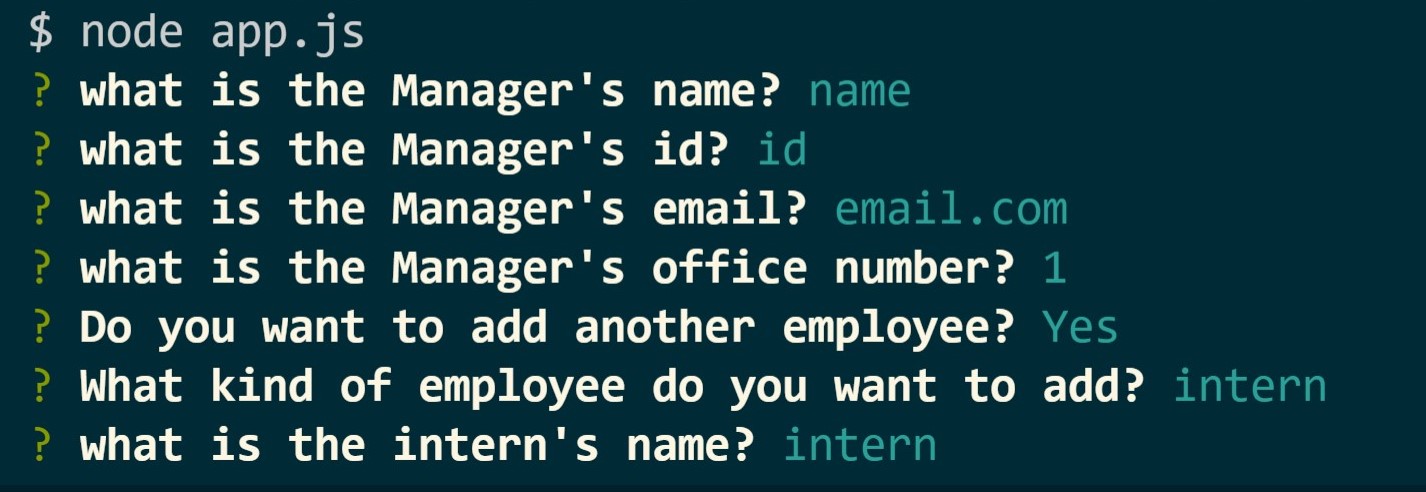 $ node app.js
? what is the Manager's name? name
? what is the Manager's id? id
? what is the Manager's email? email.com
? what is the Manager's office number? 1
? Do you want to add another employee? Yes
? What kind of employee do you want to add? intern
? what is the intern's name? intern